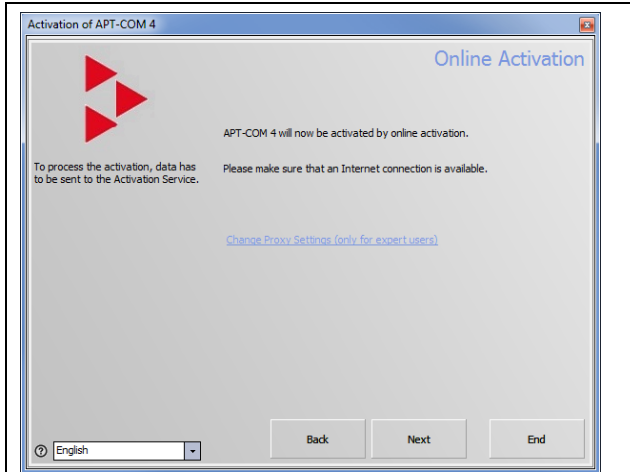 Activation of APT-COM 4
Online Activation
APT-COM 4 will now be activated by online activation.
To process the activation, data has
to be sent to the Activation Service.
Please make sure that an Internet connection is available.
Change Proxy Settings (only for expert users)
Back
Next
End
English